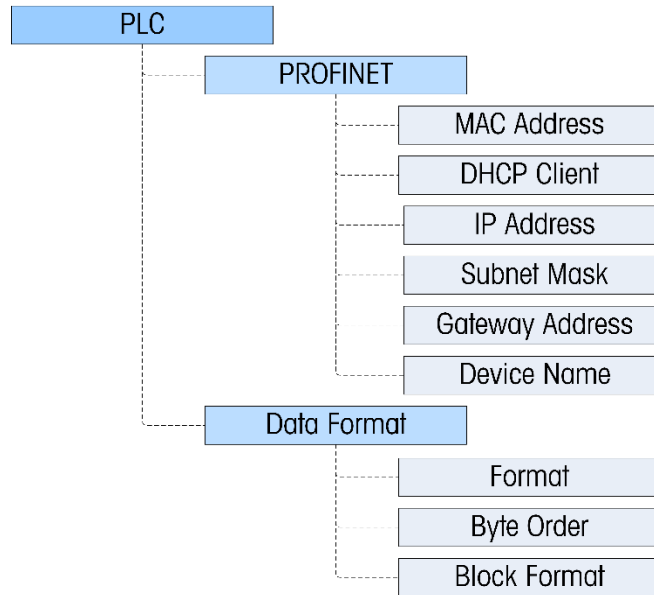 PLC
PROFINET
MAC Address
DHCP Client
IP Address
Subnet Mask
Gateway Address
Device Name
Data Format
Format
Byte Order
Block Format